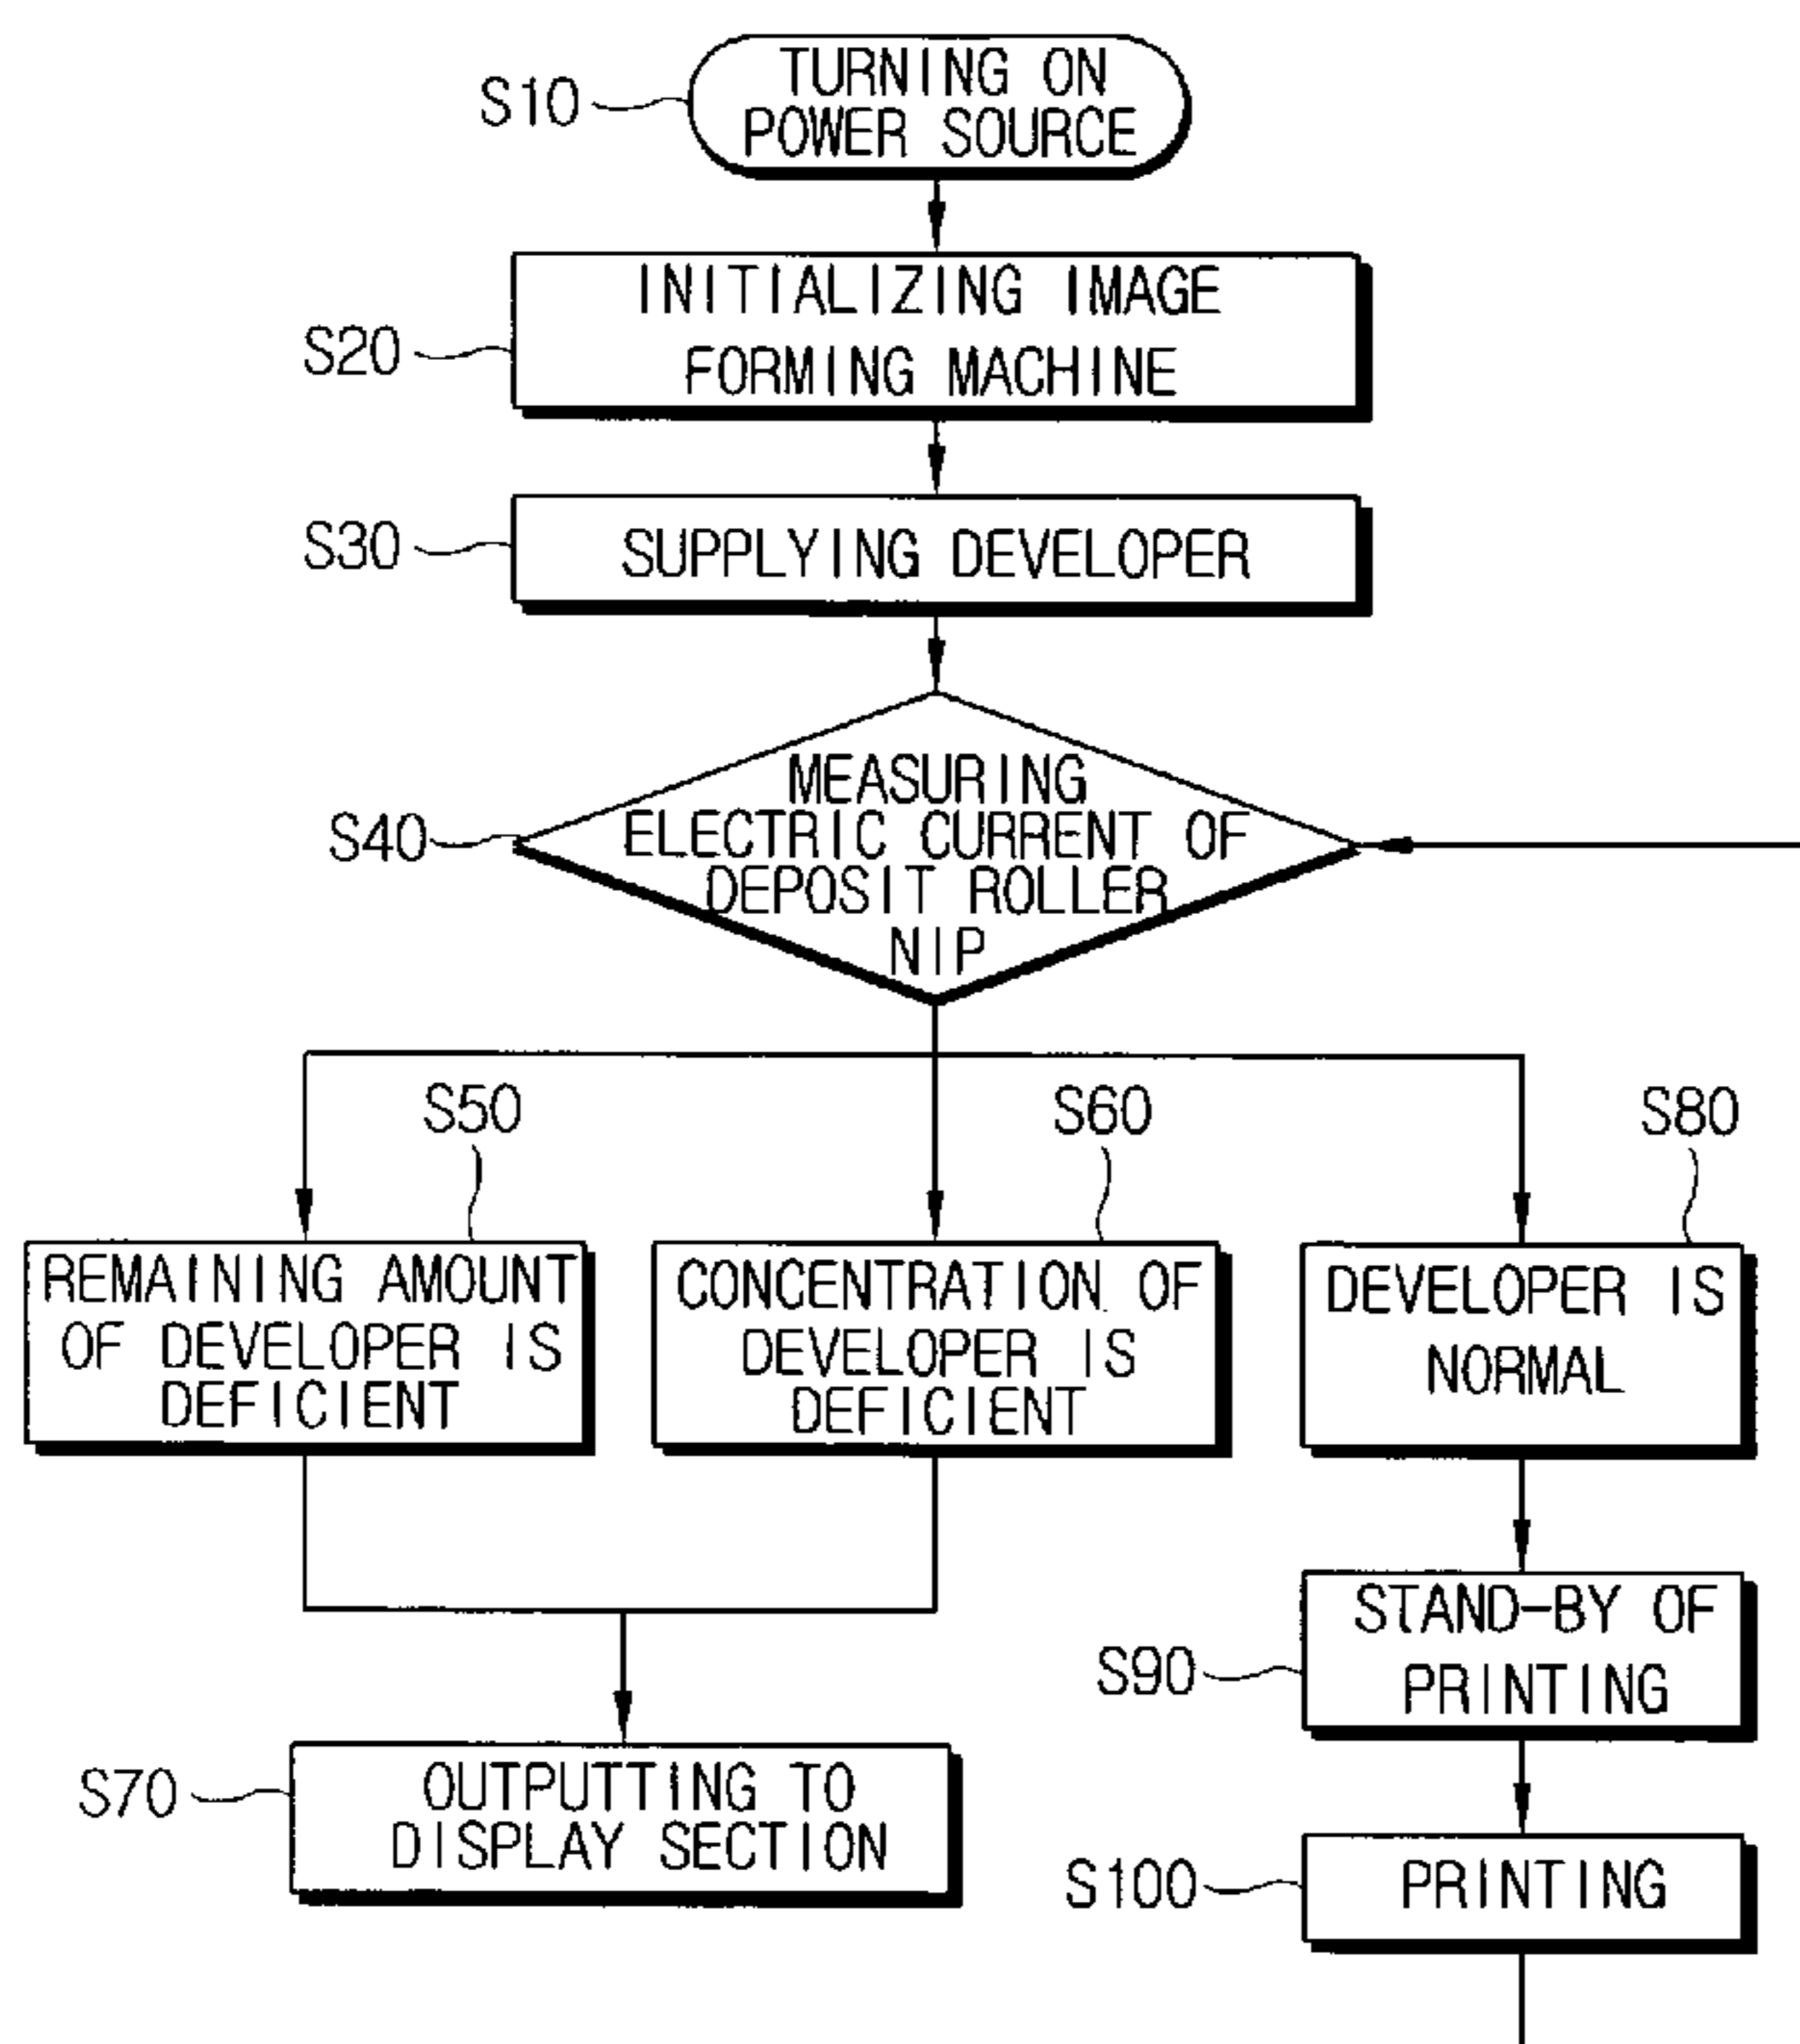 S10
TURNING ON
POWER SOURCE
S20
INITIALIZING IMAGE
FORMING MACHINE
S30
SUPPLYING DEVELOPER
S40
MEASURING
ELECTRIC CURRENT OF
DEPOSIT ROLLER
NIP
S50
REMAINING AMOUNT
OF DEVELOPER IS
DEFICIENT
S60
CONCENTRATION OF
DEVELOPER IS
DEFICIENT
S80
DEVELOPER IS
NORMAL
S90
STAND-BY OF
PRINTING
S70
OUTPUTTING TO
DISPLAY SECTION
S100
PRINTING